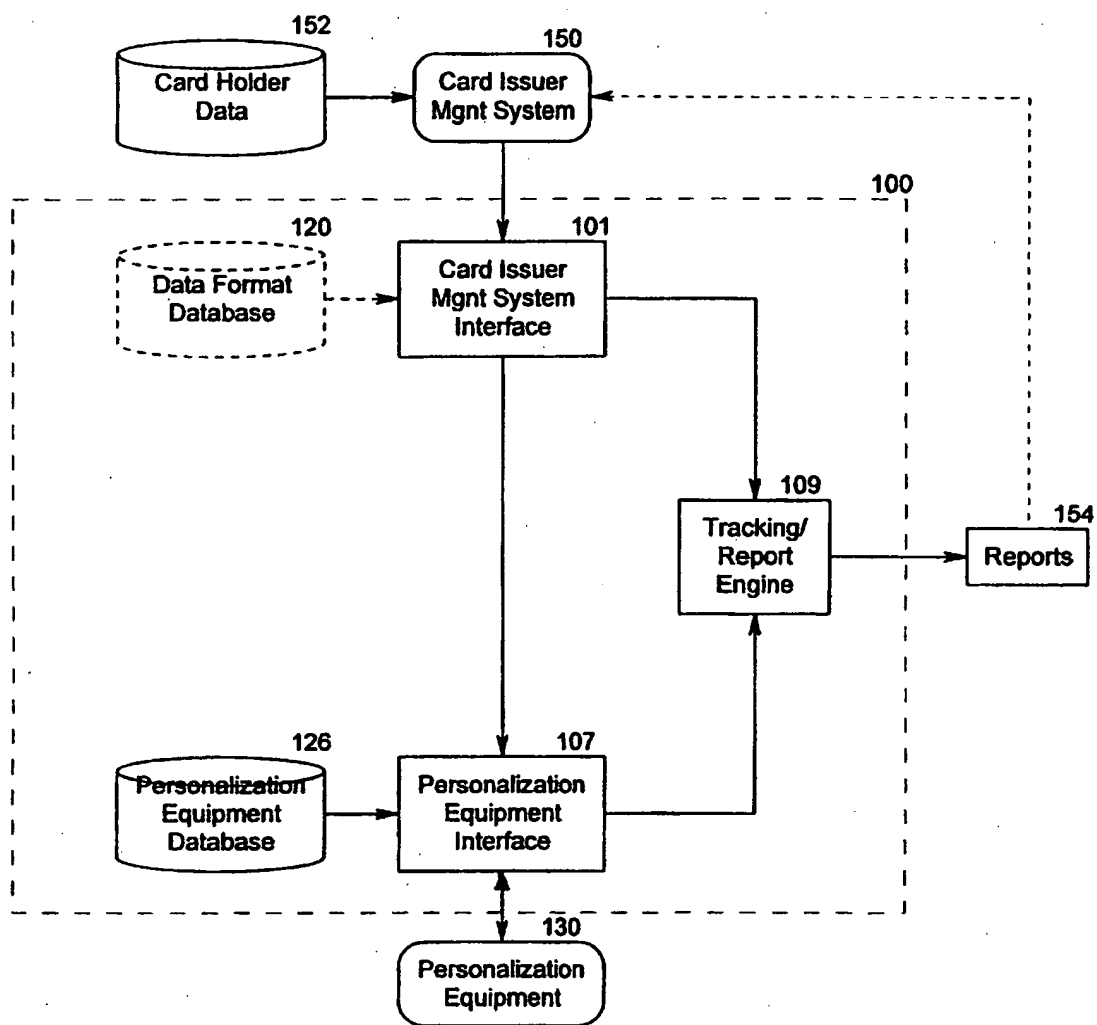 152
Card Holder
Data
150
Card Issuer
Mgnt System
100
120
Data Format
Database
101
Card Issuer
Mgnt System
Interface
109
Tracking/
Report
Engine
154
Reports
126
Personalization
Equipment
Database
107
Personalization
Equipment
Interface
130
Personalization
Equipment